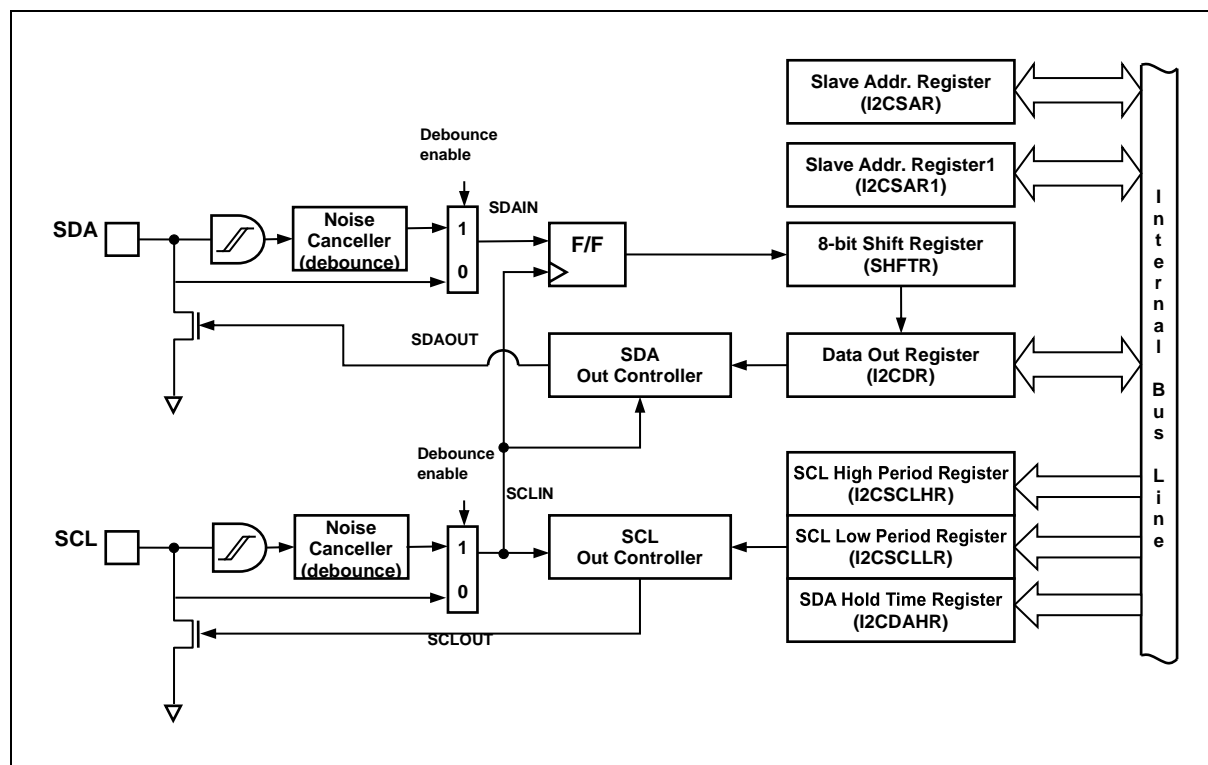 Slave Addr. Register
(I2CSAR)
Debounce
enable
Slave Addr. Register1
(I2CSAR1)
SDA
Noise
Canceller
(debounce)
1
0
SDAIN
F/F
8-bit Shift Register
(SHFTR)
SDAOUT
SDA
Out Controller
Data Out Register
(I2CDR)
Debounce
enable
SCLIN
SCL High Period Register
(I2CSCLHR)
SCL
Noise
Canceller
(debounce)
1
0
SCL
Out Controller
SCL Low Period Register
(I2CSCLLR)
SDA Hold Time Register
(I2CDAHR)
SCLOUT
Internal Bus Line